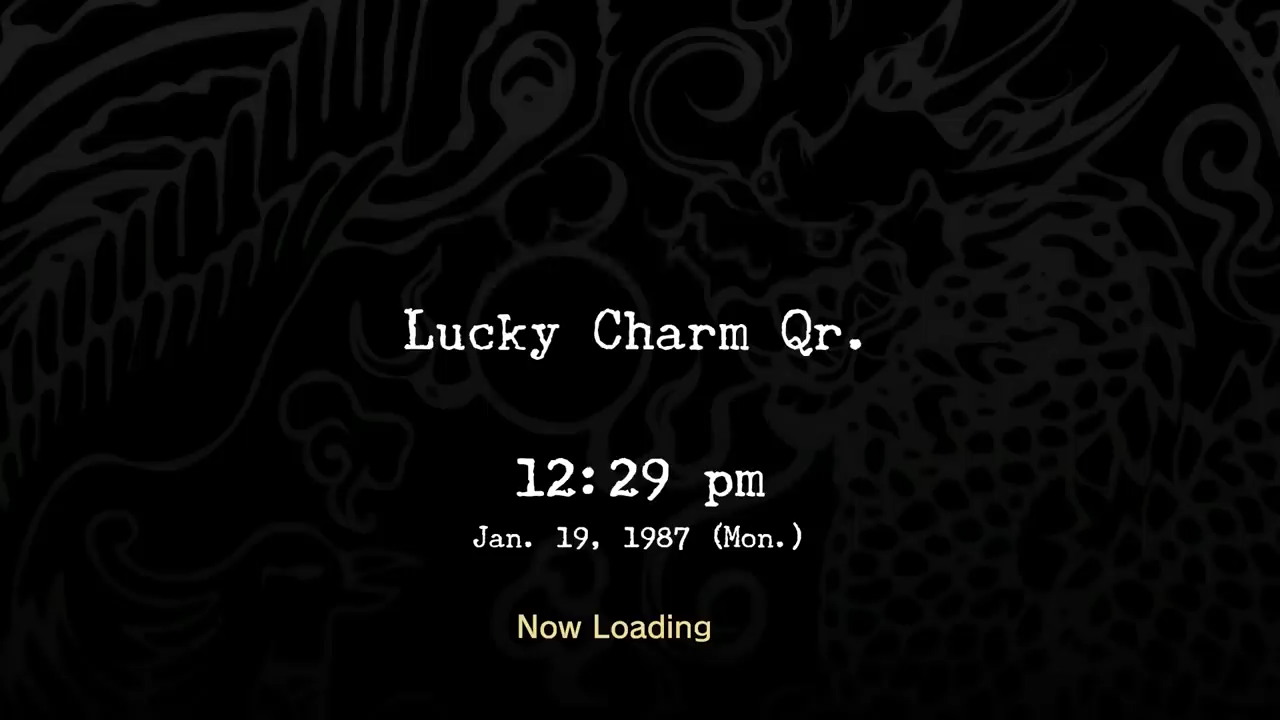 Lucky Charm Qr.
12:29 pm
Jan. 19, 1987 (Mon.)
Now Loading